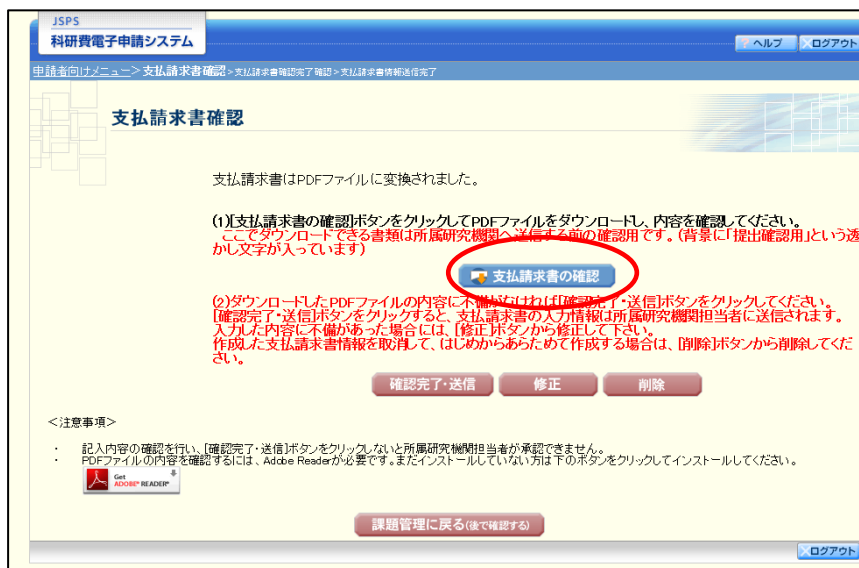 JSPS
科研費電子申請システム
? ヘルプ
ログアウト
申請者向けメニュー>支払請求書確認>支払請求書確認完了確認>支払請求書情報送信完了
支払請求書確認
支払請求書はPDFファイルに変換されました。
(1)[支払請求書の確認]ボタンをクリックしてPDFファイルをダウンロードし、内容を確認してください。
ここでダウンロードできる書類は所属研究機関へ送信する前の確認用です。(背景に「提出確認用」という透
かし文字が入っています)
支払請求書の確認
(2)ダウンロードしたPDFファイルの内容に不備がなければ[確認完了・送信]ボタンをクリックしてください。
[確認完了・送信]ボタンをクリックすると、支払請求書の入力情報は所属研究機関担当者に送信されます。
入力した内容に不備があった場合には、[修正]ボタンから修正して下さい。
作成した支払請求書情報を取消して、はじめからあらためて作成する場合は、[削除]ボタンから削除してくだ
さい。
確認完了・送信
修正
削除
<注意事項>
・ 記入内容の確認を行い、[確認完了・送信]ボタンをクリックしないと所属研究機関担当者が承認できません。
・ PDFファイルの内容を確認するには、Adobe Readerが必要です。まだインストールしていない方は下のボタンをクリックしてインストールしてください。
Get
ADOBE® READER®
課題管理に戻る(後で確認する)
ログアウト